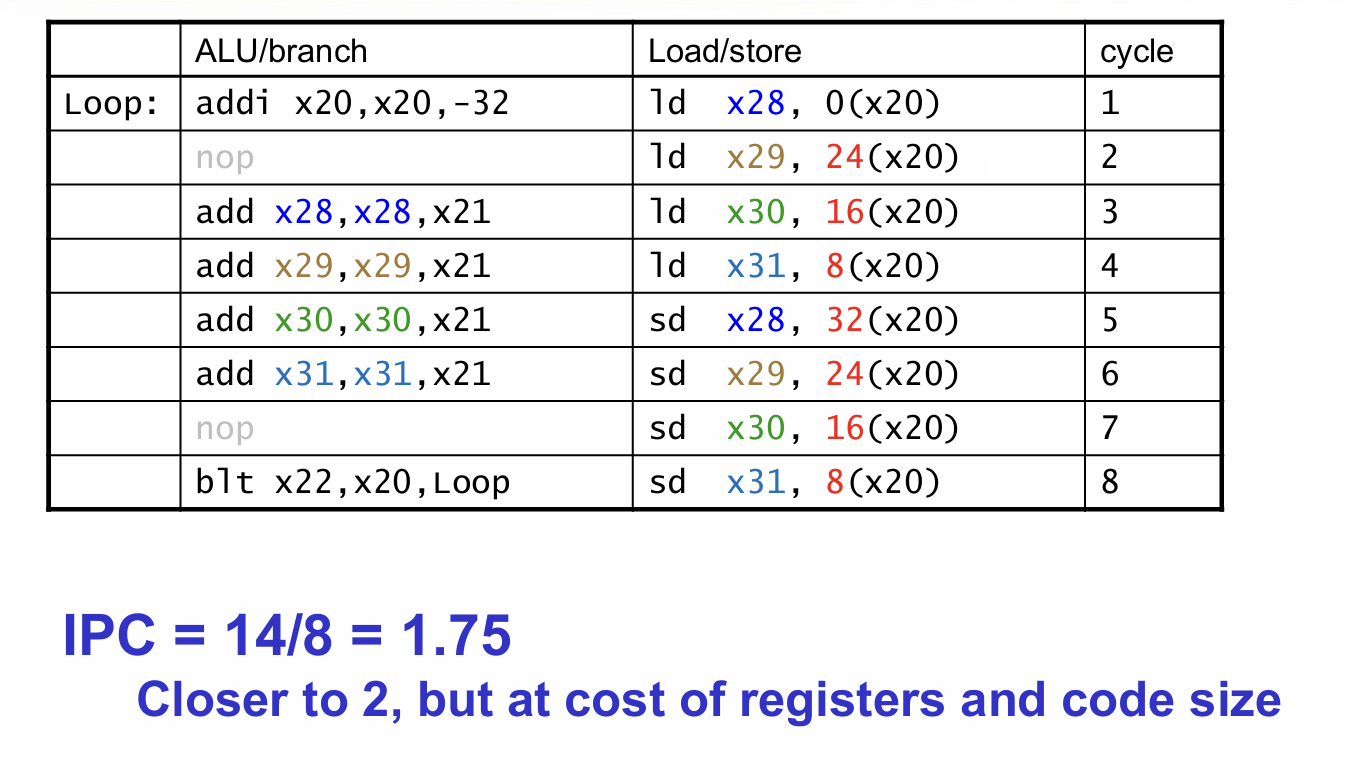 ALU/branch Load/store cycle
Loop: addi x20,x20,-32 ld x28, 0(x20) 1
nop ld x29, 24(x20) 2
add x28,x28,x21 ld x30, 16(x20) 3
add x29,x29,x21 ld x31, 8(x20) 4
add x30,x30,x21 sd x28, 32(x20) 5
add x31,x31,x21 sd x29, 24(x20) 6
nop sd x30, 16(x20) 7
blt x22,x20,Loop sd x31, 8(x20) 8
IPC = 14/8 = 1.75
Closer to 2, but at cost of registers and code size